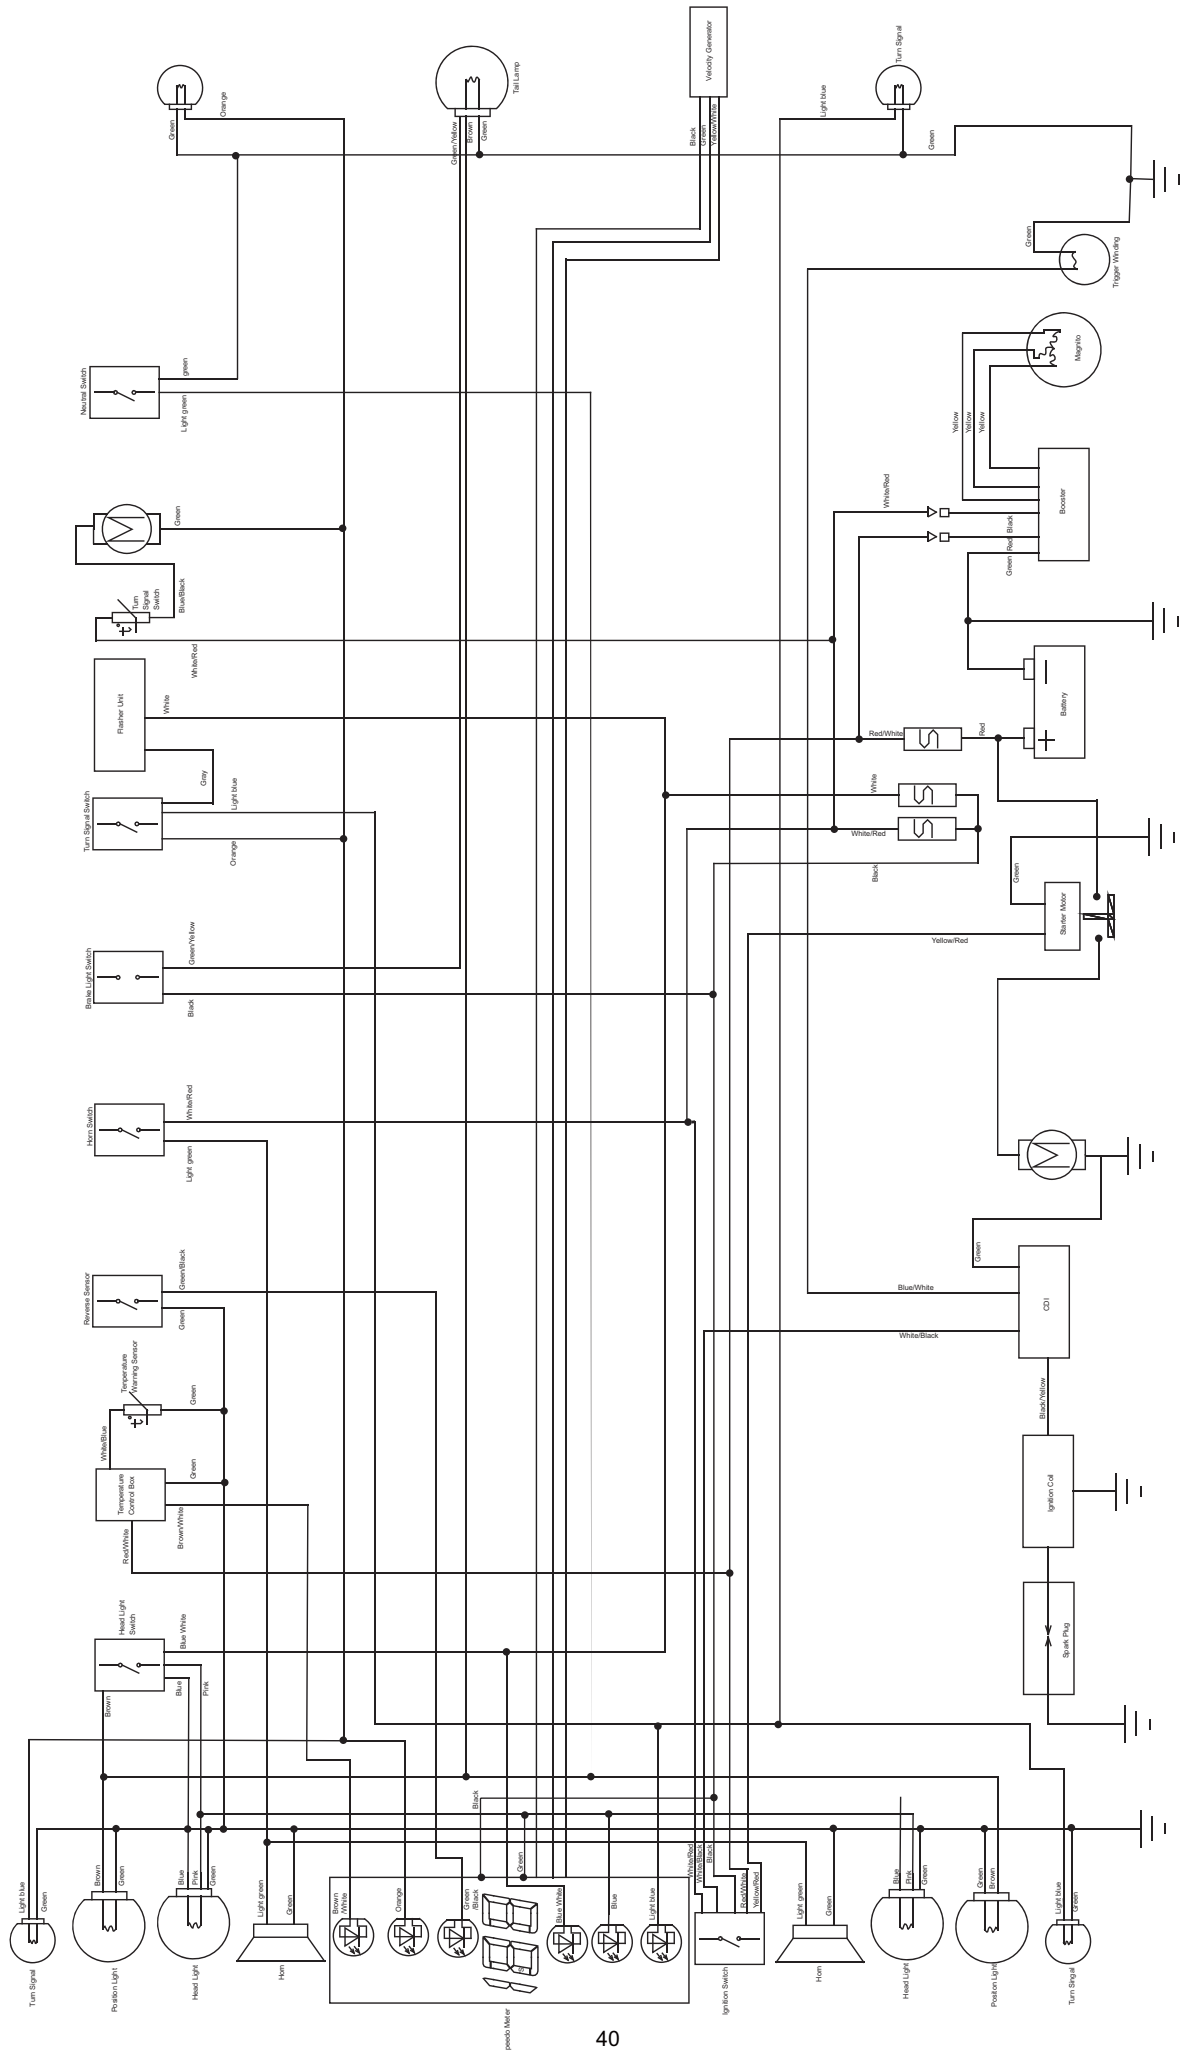 Orange
Green
Tail Lamp
Green/Yellow
Brown
Green
Velocity Generator
Black
Green
Yellow/White
Turn Signal
Light blue
Green
Green
Trigger Winding
Magnito
Yellow
Yellow
Yellow
Neutral Switch
green
Light green
Green
Blue/Black
Turn
Signal
Switch
White/Red
White/Red
Black
Red
Green
Booster
Flasher Unit
White
Gray
Light blue
Turn Signal Switch
Orange
Red/White
Red
Battery
White
White/Red
Black
Green
Starter Motor
Yellow/Red
Brake Light Switch
Green/Yellow
Black
Horn Switch
White/Red
Light green
Reverse Sensor
Green/Black
Green
Green
Blue/White
White/Black
CDI
Black/Yellow
Temperature
Warning Sensor
Green
White/Blue
Temperature
Control Box
Green
Brown/White
Red/White
Ignition Coil
Spark Plug
Head Light
Switch
Blue White
Blue
Pink
Brown
Black
Green
White/Red
White/Black
Black
Red/White
Yellow/Red
Light blue
Green
Brown
Green
Blue
Pink
Green
Light green
Green
Brown
/White
Orange
Green
/Black
Blue White
Blue
Light blue
Light green
Green
Blue
Pink
Green
Green
Brown
Light blue
Green
Turn Signal
Position Light
Head Light
Horn
S
peedo Meter
Ignition Switch
Horn
Head Light
Positon Light
Turn Singal
40